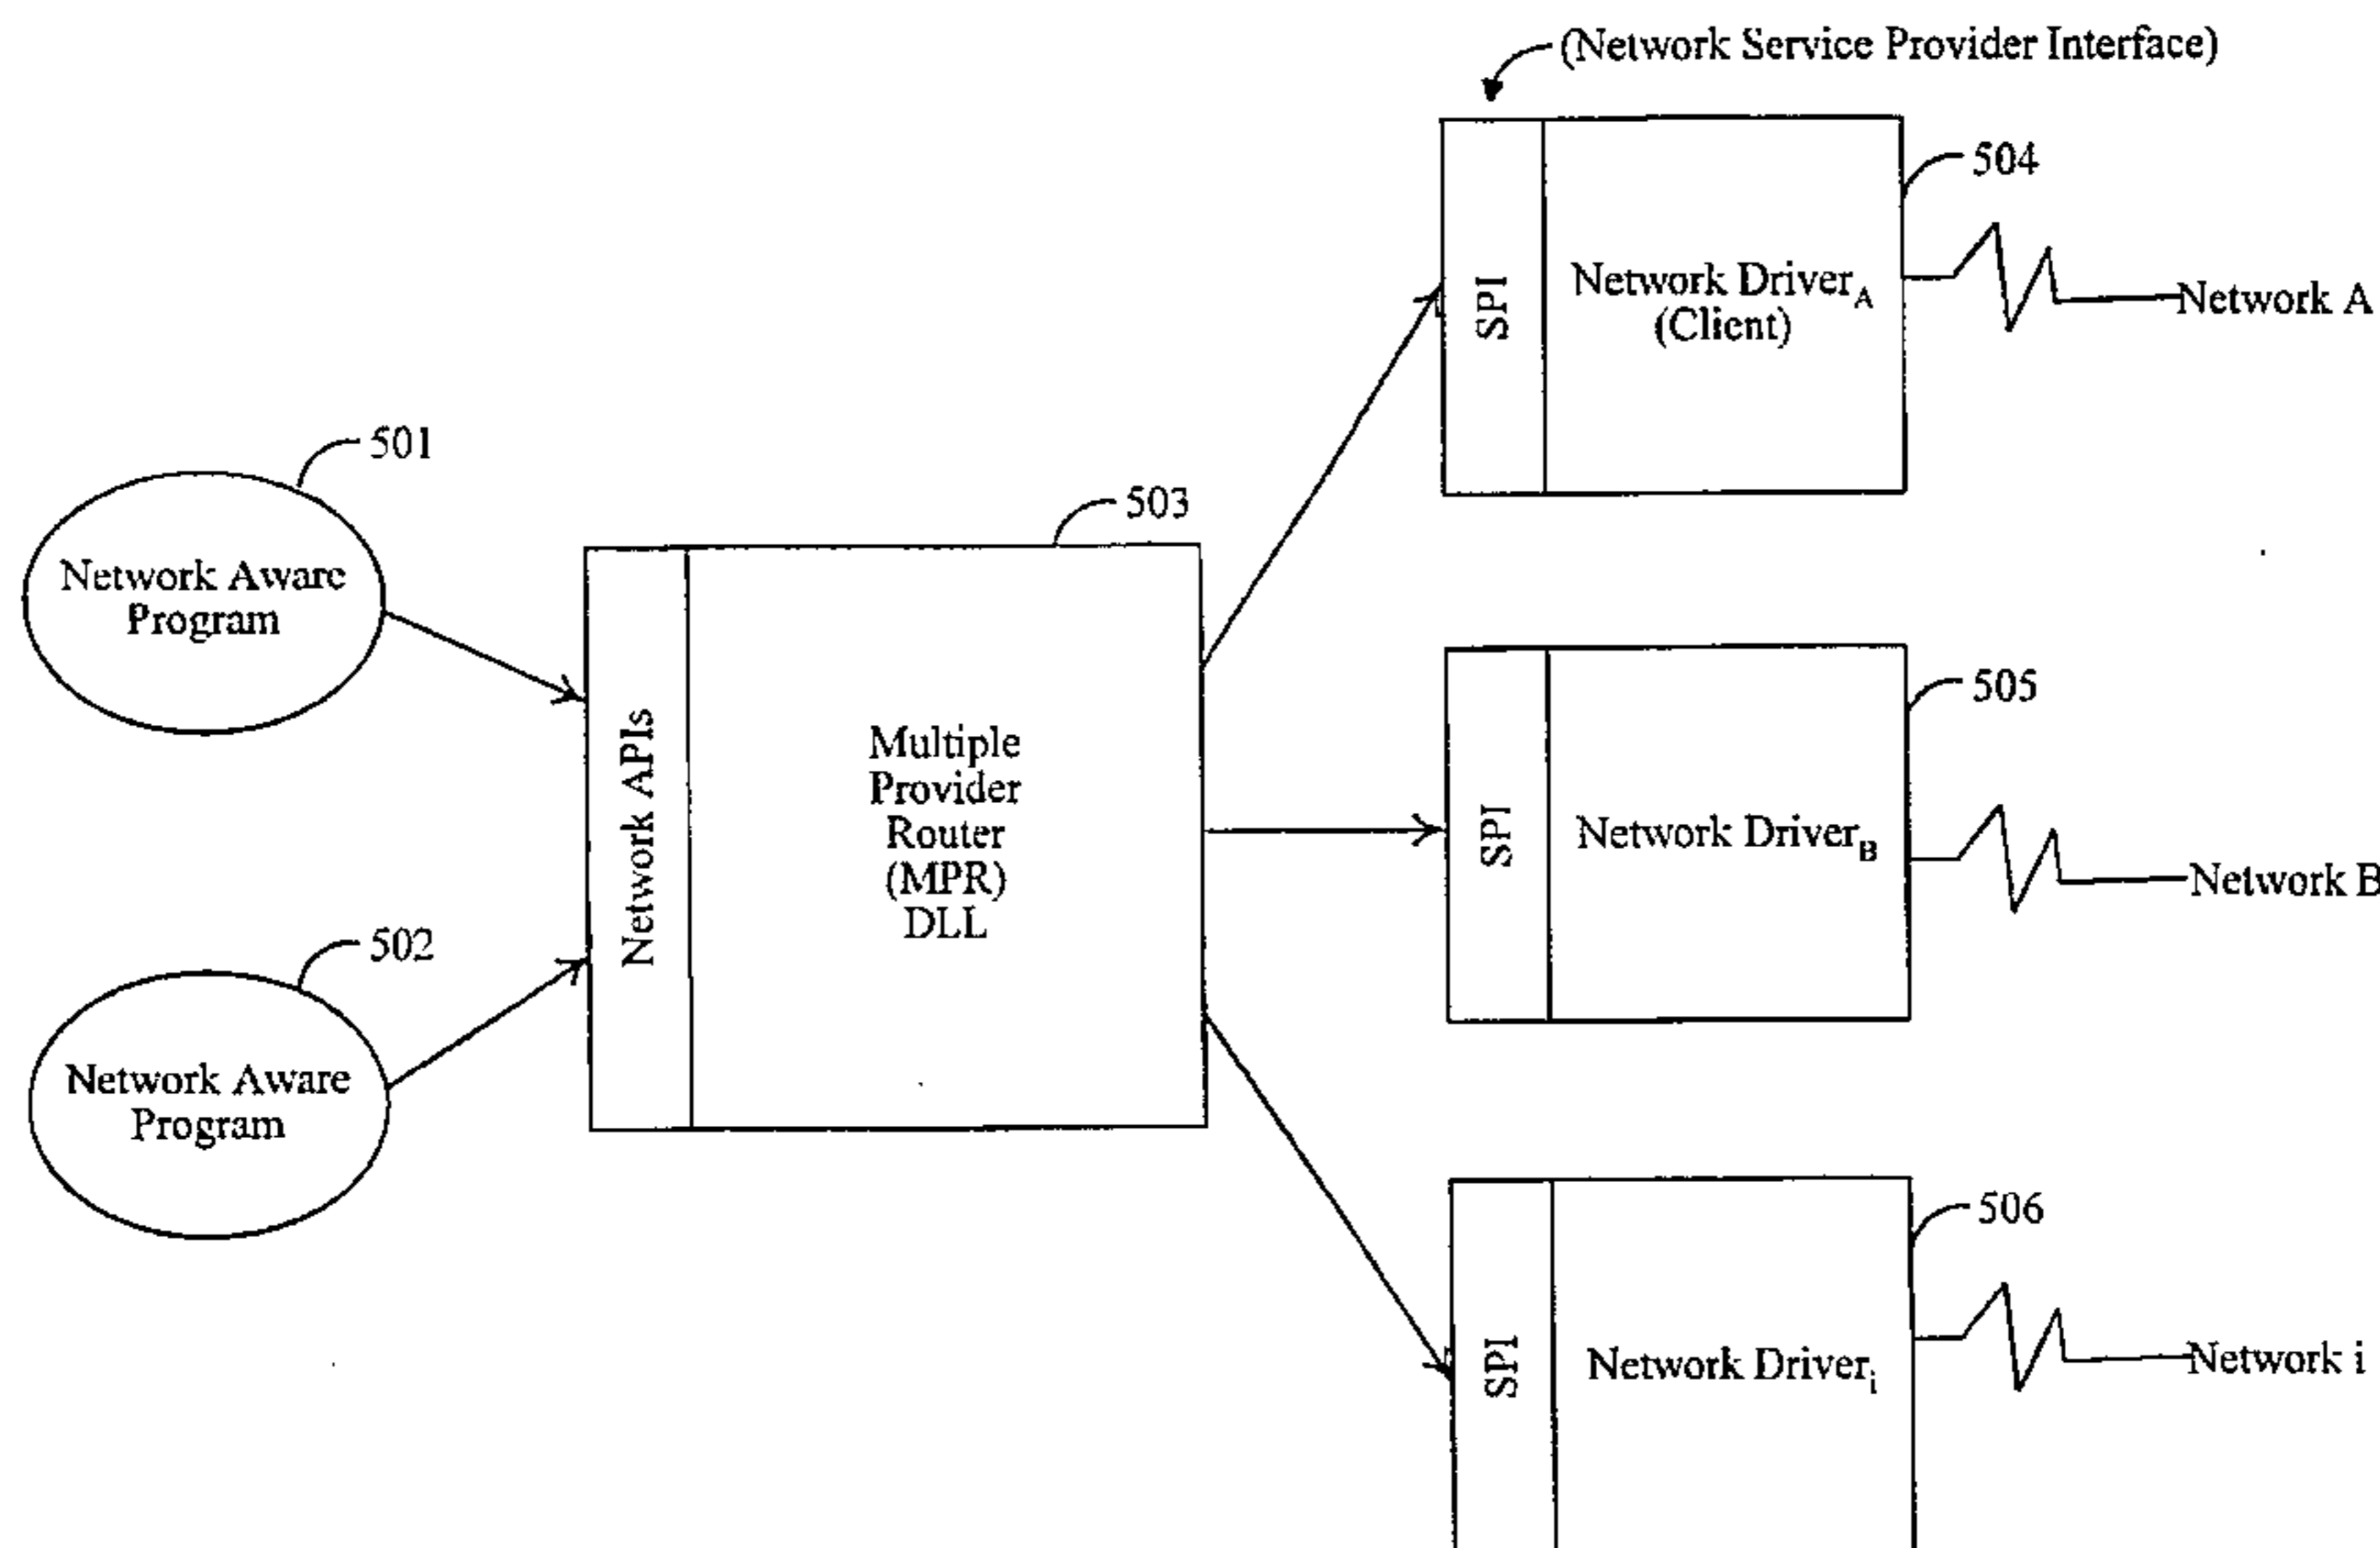 (Network Service Provider Interface)
504
SPI
Network DriverA
(Client)
Network A
501
Network Aware
Program
503
Network APIs
Multiple
Provider
Router
(MPR)
DLL
505
SPI
Network DriverB
Network B
502
Network Aware
Program
506
SPI
Network Driveri
Network i